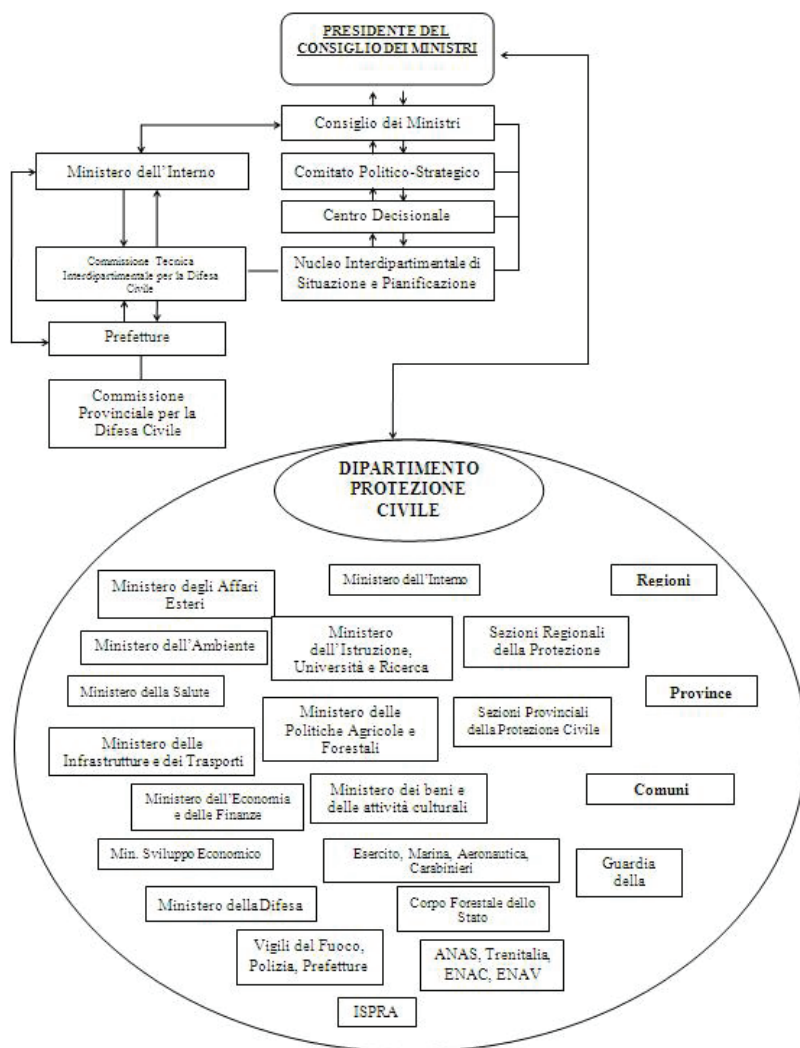 PRESIDENTE DEL
CONSIGLIO DEI MINISTRI
Consiglio dei Ministri
Ministero dell'Interno
Comitato Politico-Strategico
Centro Decisionale
Commissione Tecnica
Interdipartimentale per la Difesa
Civile
Nucleo Interdipartimentale di
Situazione e Pianificazione
Prefetture
Commissione
Provinciale per la
Difesa Civile
DIPARTIMENTO
PROTEZIONE
CIVILE
Ministero degli Affari
Esteri
Ministero dell'Interno
Regioni
Ministero dell'Ambiente
Ministero
dell'Istruzione,
Università e Ricerca
Sezioni Regionali
della Protezione
Ministero della Salute
Province
Ministero delle
Politiche Agricole e
Forestali
Sezioni Provinciali
della Protezione Civile
Ministero delle
Infrastrutture e dei Trasporti
Ministero dell'Economia
e delle Finanze
Ministero dei beni e
delle attività culturali
Comuni
Min. Sviluppo Economico
Esercito, Marina, Aeronautica,
Carabinieri
Guardia
della
Ministero della Difesa
Corpo Forestale dello
Stato
Vigili del Fuoco,
Polizia, Prefetture
ANAS, Trenitalia,
ENAC, ENAV
ISPRA